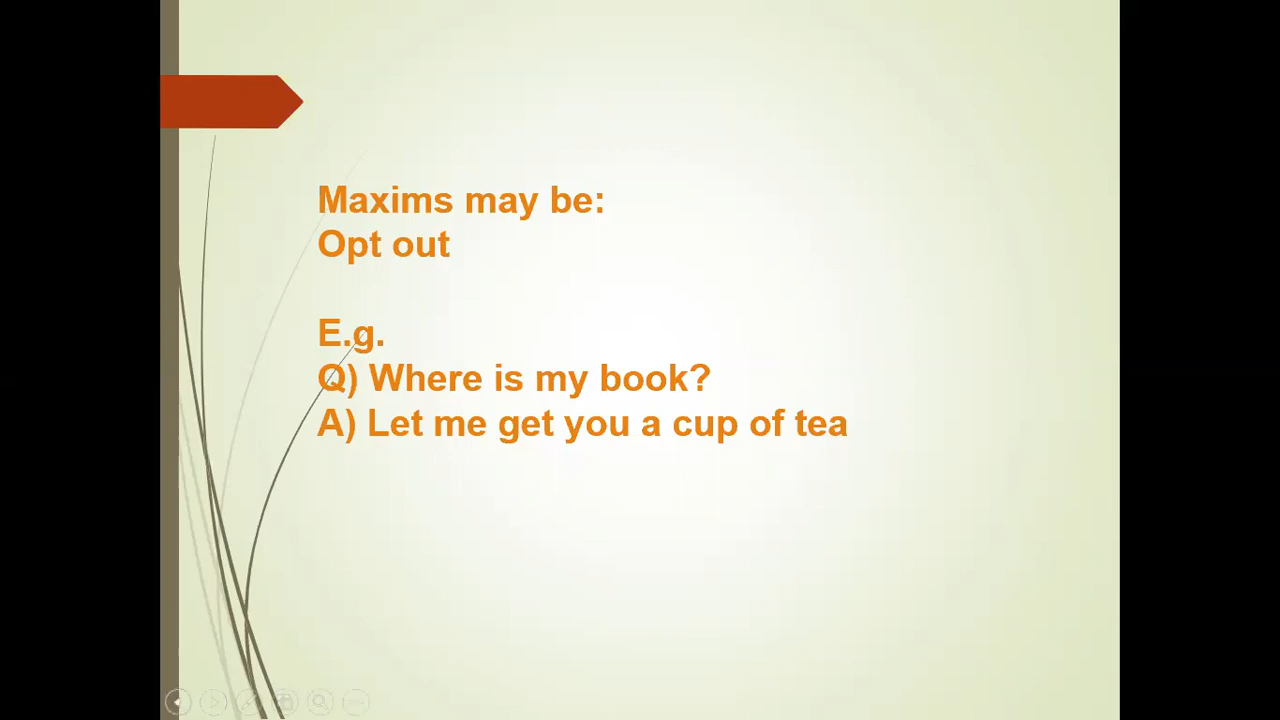 Maxims may be:
Opt out
E.g.
Q) Where is my book?
A) Let me get you a cup of tea